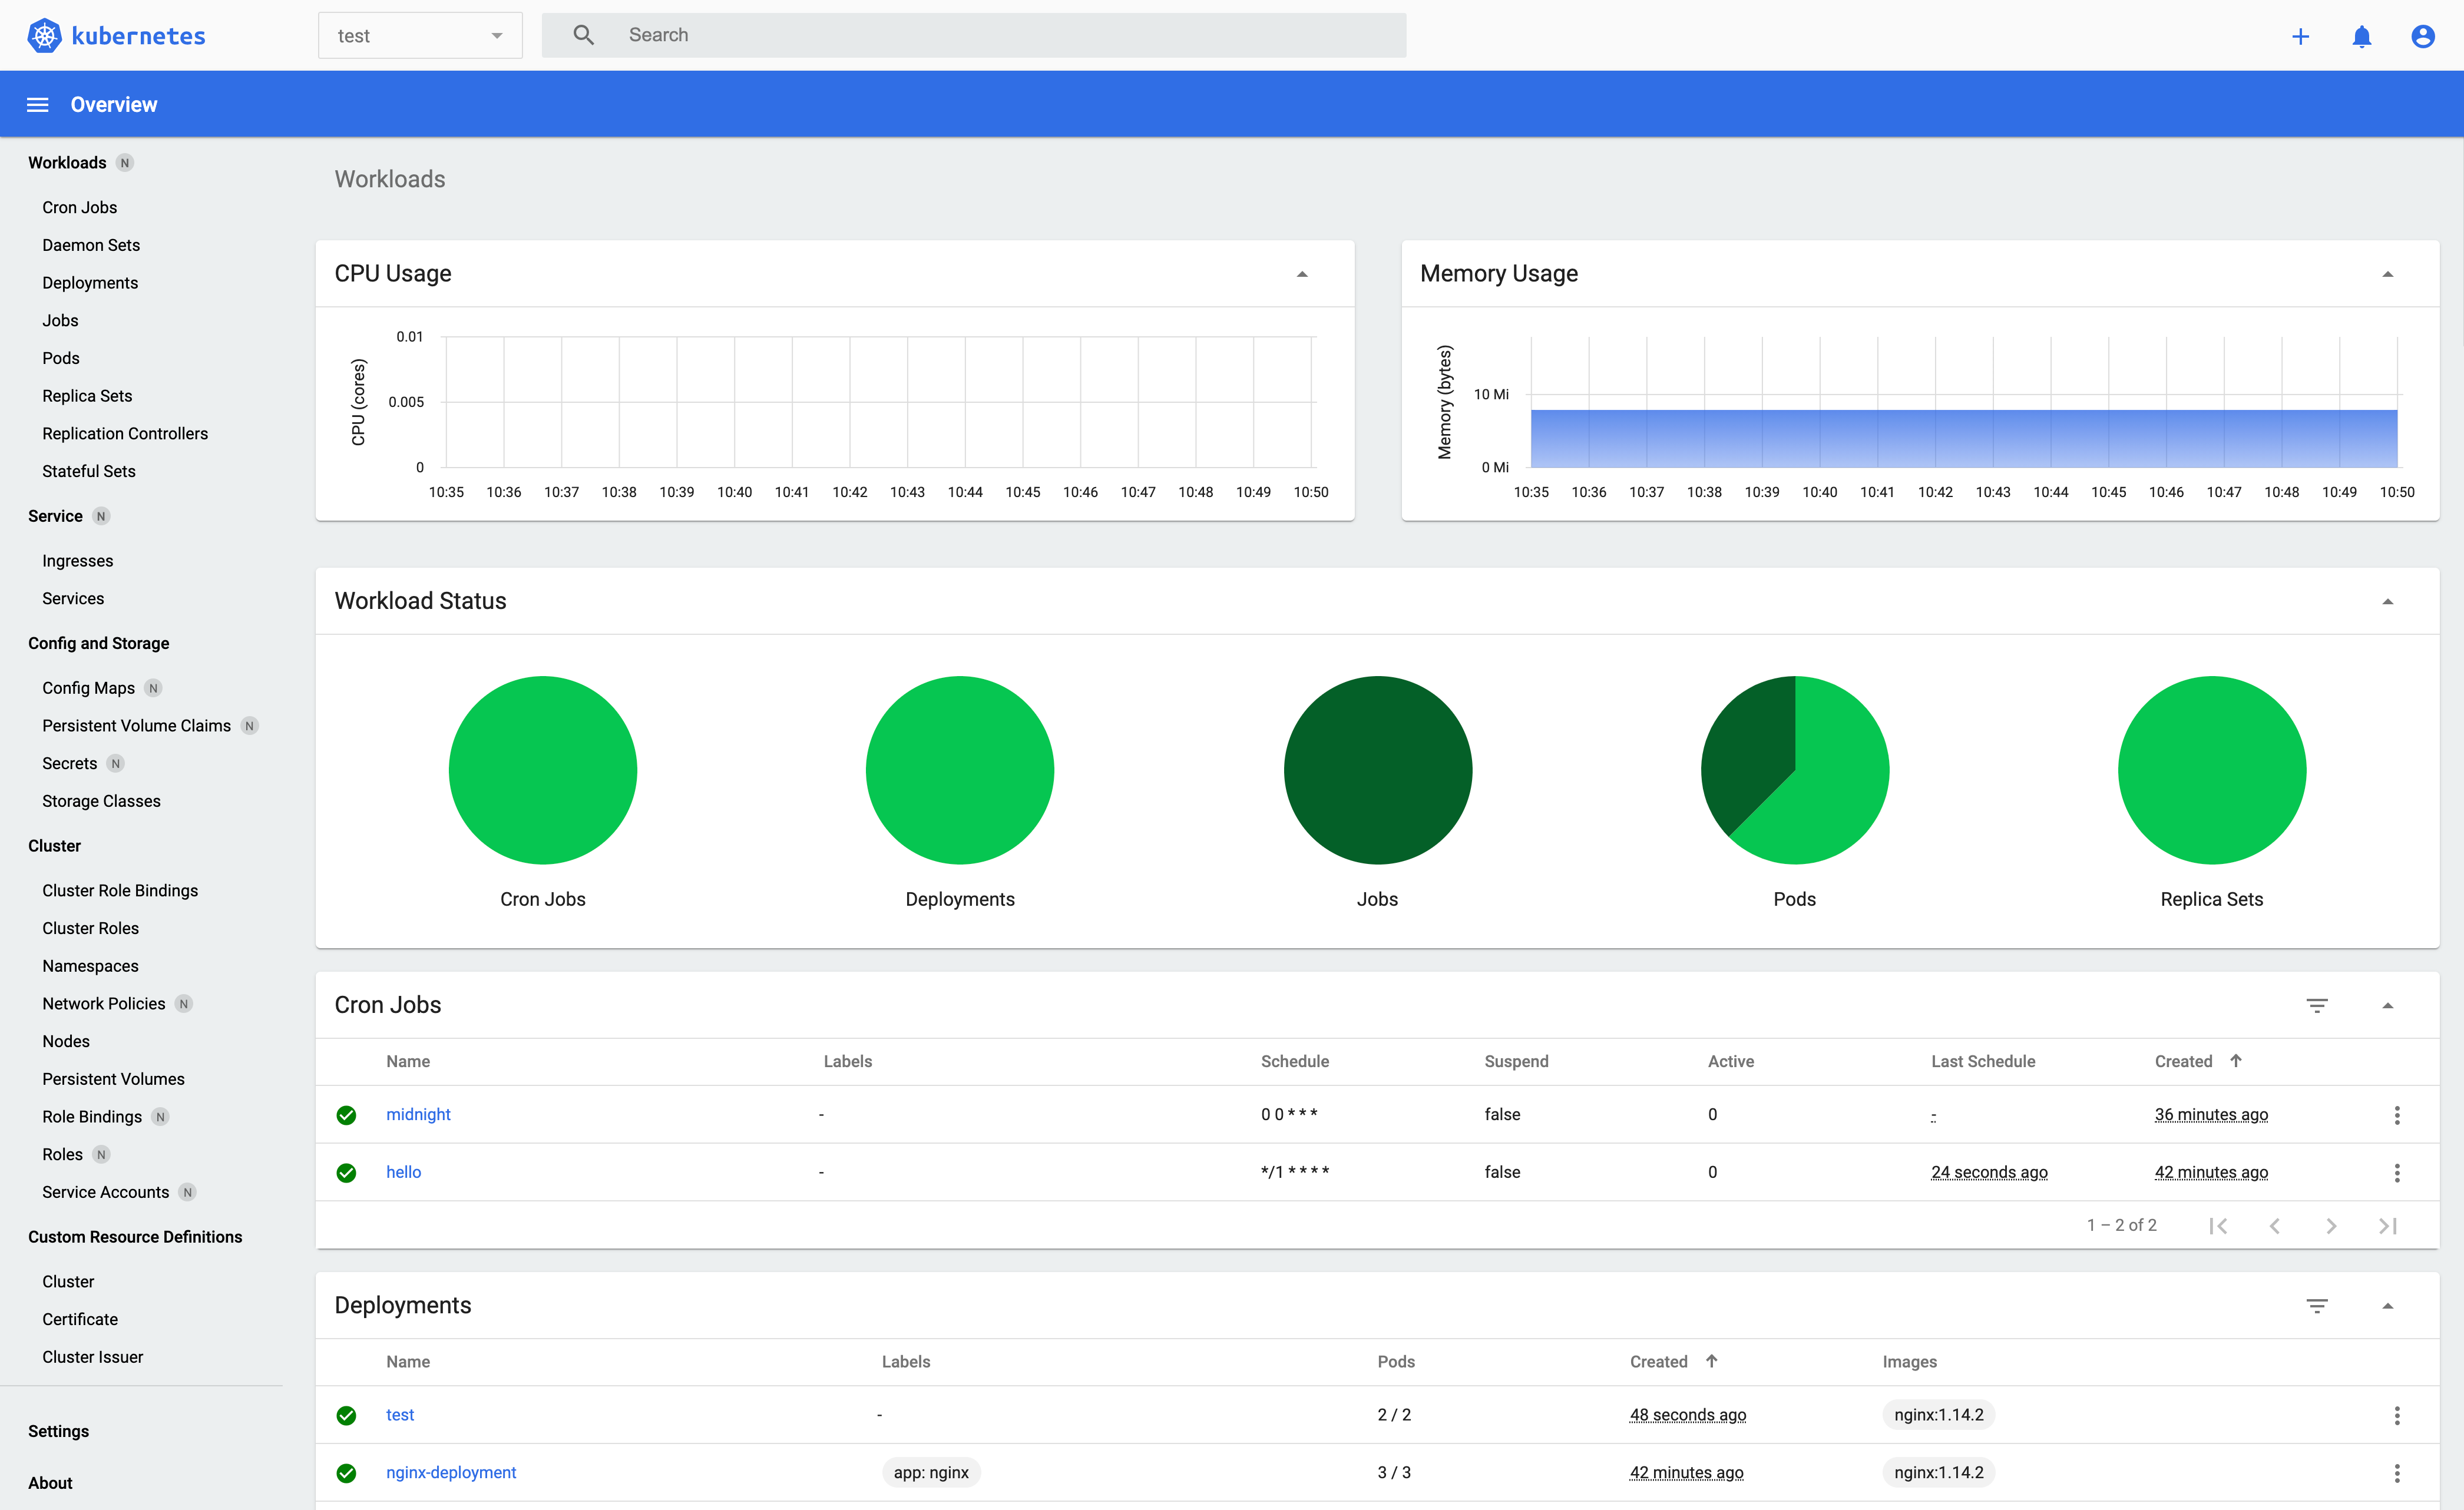 kubernetes
test
Search
Overview
Workloads N
Cron Jobs
Daemon Sets
Deployments
Jobs
Pods
Replica Sets
Replication Controllers
Stateful Sets
Service N
Ingresses
Services
Config and Storage
Config Maps N
Persistent Volume Claims N
Secrets N
Storage Classes
Cluster
Cluster Role Bindings
Cluster Roles
Namespaces
Network Policies N
Nodes
Persistent Volumes
Role Bindings N
Roles N
Service Accounts N
Custom Resource Definitions
Cluster
Certificate
Cluster Issuer
Settings
About
Workloads
CPU Usage
CPU (cores)
0.01
0.005
0
10:35 10:36 10:37 10:38 10:39 10:40 10:41 10:42 10:43 10:44 10:45 10:46 10:47 10:48 10:49 10:50
Memory Usage
Memory (bytes)
10 Mi
0 Mi
10:35 10:36 10:37 10:38 10:39 10:40 10:41 10:42 10:43 10:44 10:45 10:46 10:47 10:48 10:49 10:50
Workload Status
Cron Jobs Deployments Jobs Pods Replica Sets
Cron Jobs
Name Labels Schedule Suspend Active Last Schedule Created
midnight - 0 0 * * * false 0 - 36 minutes ago
hello - */1 * * * * false 0 24 seconds ago 42 minutes ago
1 – 2 of 2
Deployments
Name Labels Pods Created Images
test - 2 / 2 48 seconds ago nginx:1.14.2
nginx-deployment app: nginx 3 / 3 42 minutes ago nginx:1.14.2